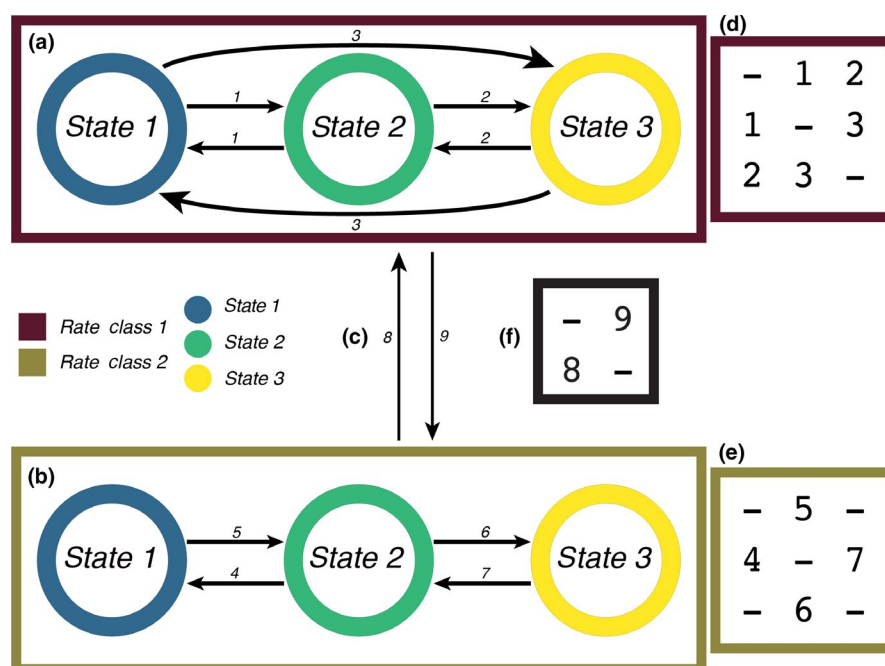 (a)
3
State 1
1
1
State 2
2
2
State 3
3
(d)
– 1 2
1 – 3
2 3 –
Rate class 1
Rate class 2
State 1
State 2
State 3
(c)
8
9
(f)
– 9
8 –
(b)
State 1
5
4
State 2
6
7
State 3
(e)
– 5 –
4 – 7
– 6 –